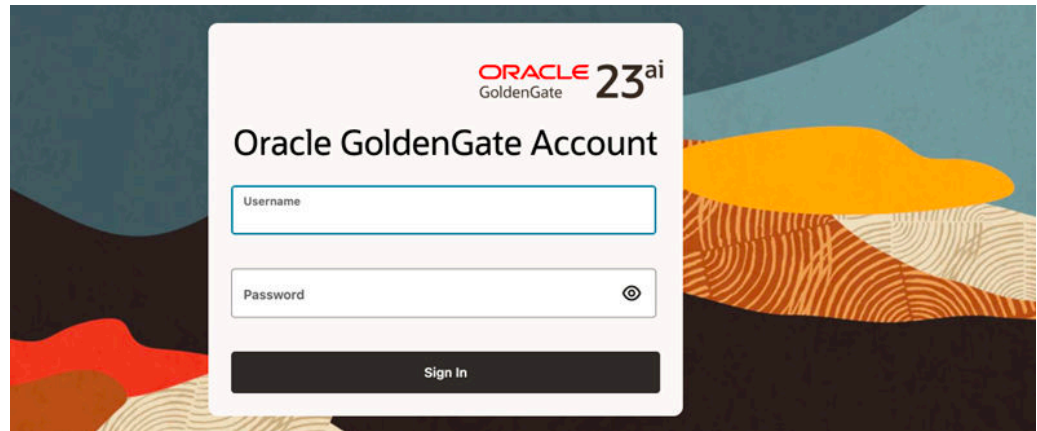 ORACLE 23ai
GoldenGate
Oracle GoldenGate Account
Username
Password
Sign In